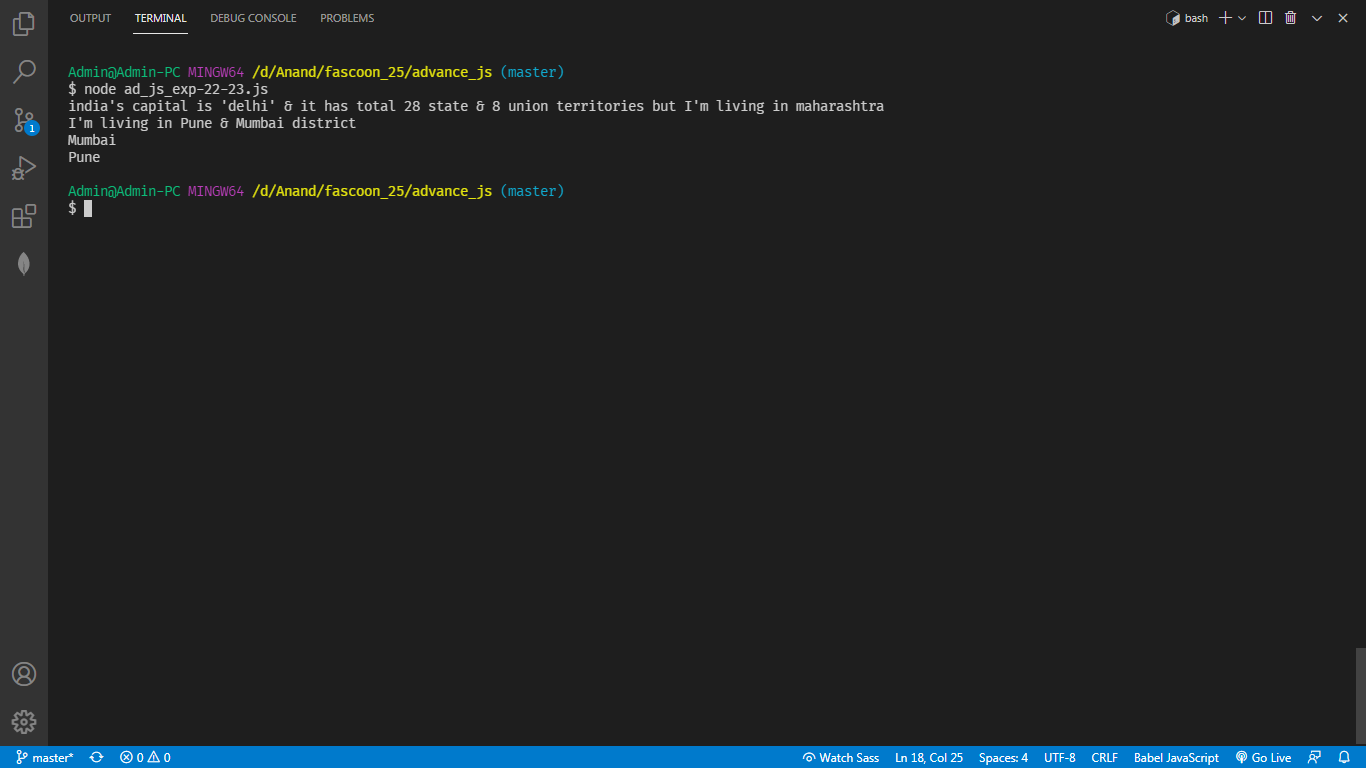 OUTPUT TERMINAL DEBUG CONSOLE PROBLEMS bash
Admin@Admin-PC MINGW64 /d/Anand/fascoon_25/advance_js (master)
$ node ad_js_exp-22-23.js
india's capital is 'delhi' & it has total 28 state & 8 union territories but I'm living in maharashtra
I'm living in Pune & Mumbai district
Mumbai
Pune
Admin@Admin-PC MINGW64 /d/Anand/fascoon_25/advance_js (master)
$
1
master* 0 0 Watch Sass Ln 18, Col 25 Spaces: 4 UTF-8 CRLF Babel JavaScript Go Live